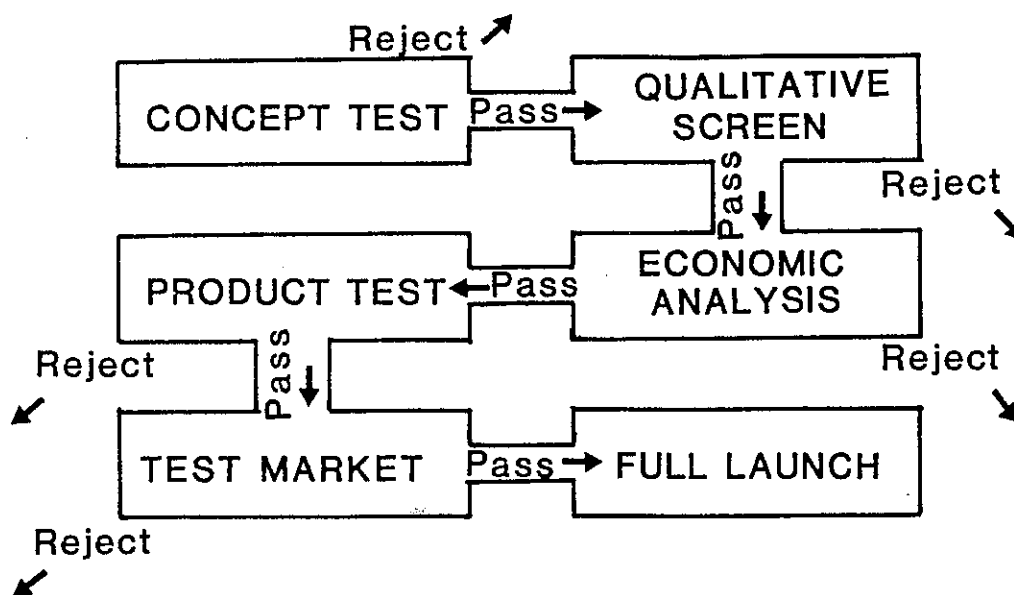 Reject
CONCEPT TEST
Pass
QUALITATIVE
SCREEN
Pass
Reject
ECONOMIC
ANALYSIS
Pass
PRODUCT TEST
Reject
Pass
Reject
TEST MARKET
Pass
FULL LAUNCH
Reject